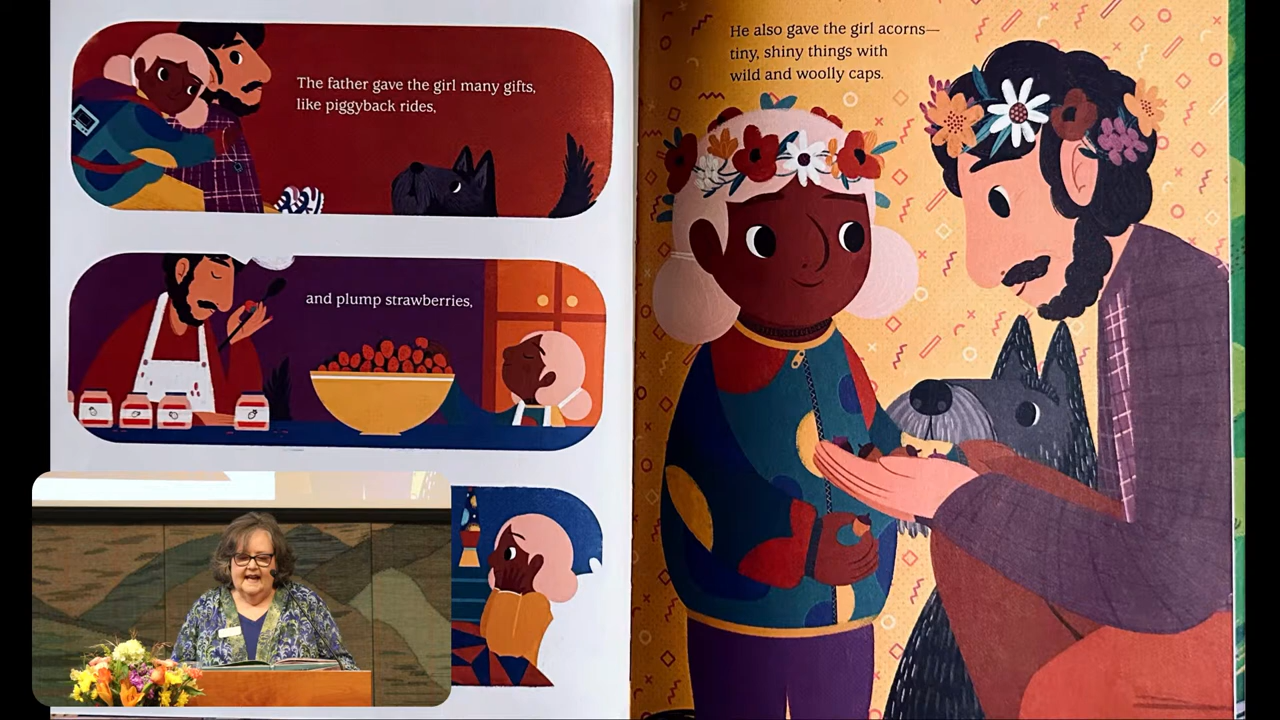 The father gave the girl many gifts,
like piggyback rides,
and plump strawberries,
He also gave the girl acorns—
tiny, shiny things with
wild and woolly caps.